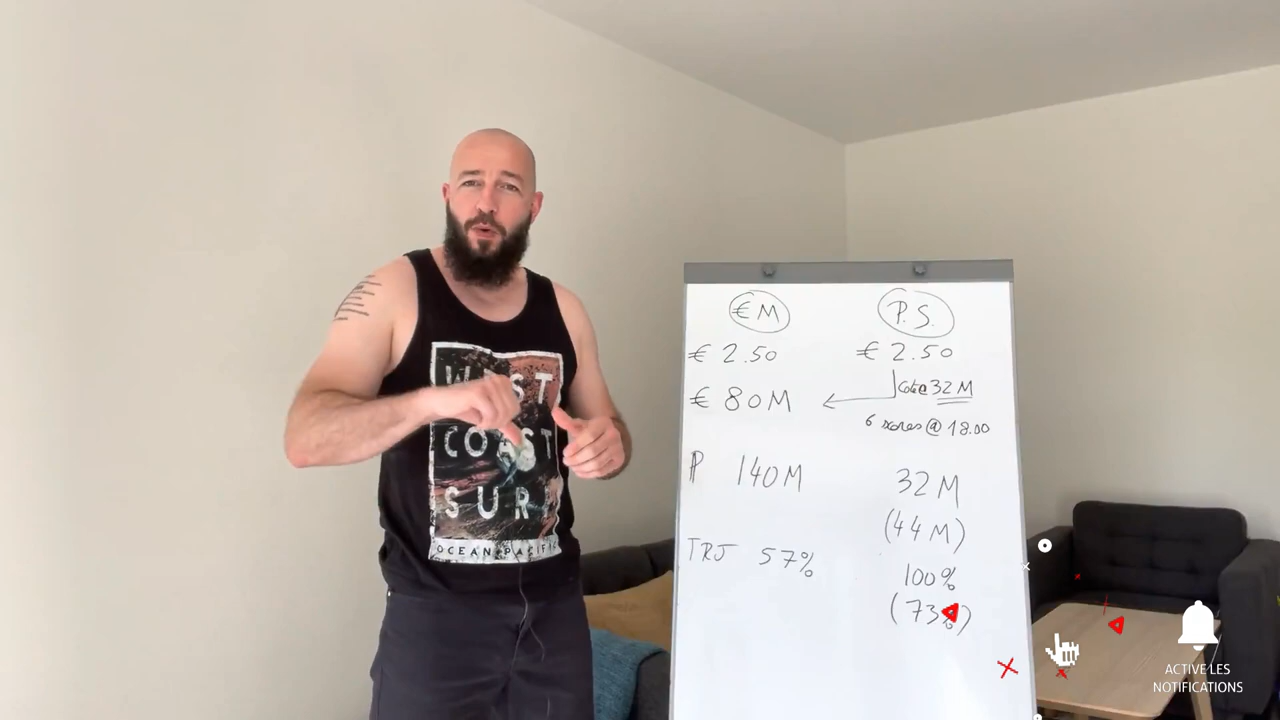 WEST
COAST
SURF
OCEAN PACIFIC
€M
€ 2.50
€ 80M
P 140M
TRJ 57%
P.S.
€ 2.50
Cote@32M
6 scores@18.00
32M
(44M)
100%
(73%)
ACTIVE LES
NOTIFICATIONS